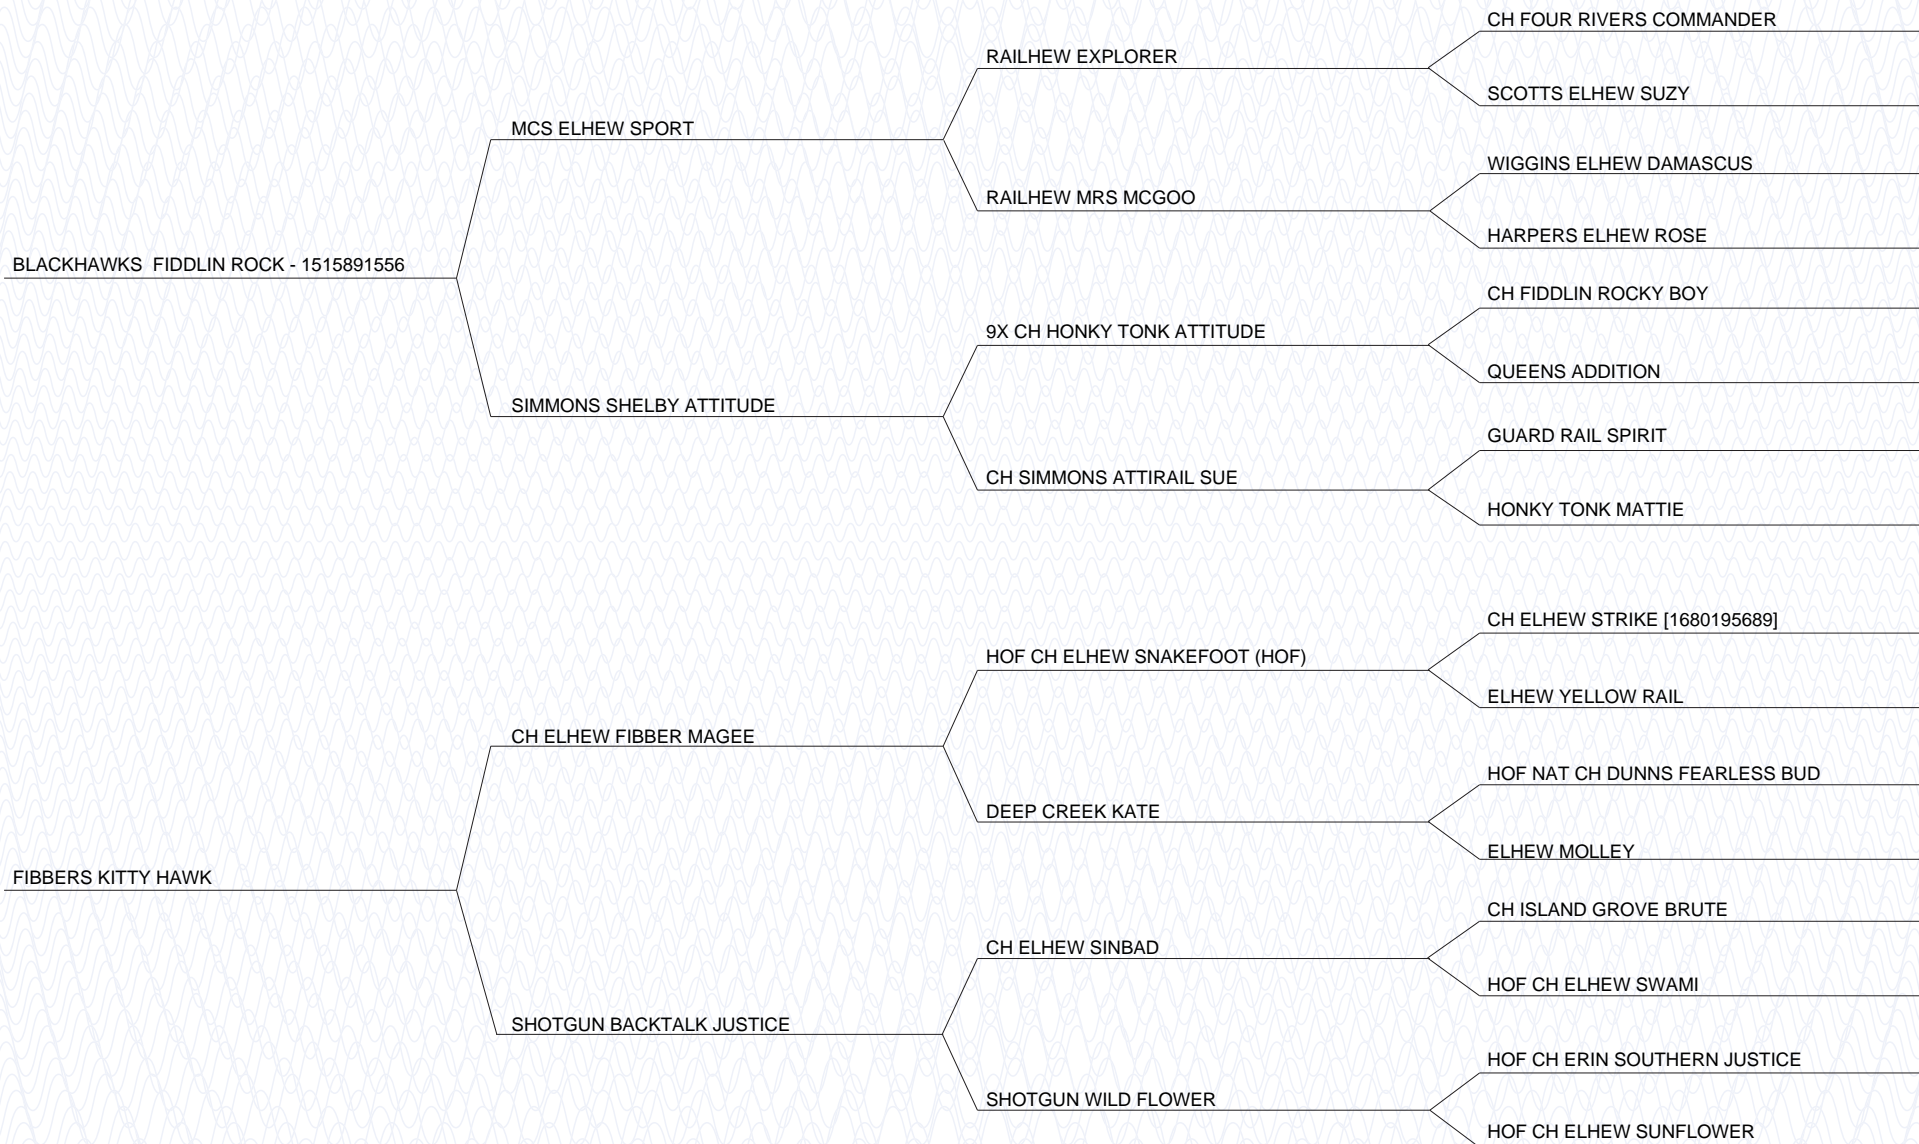 CH FOUR RIVERS COMMANDER
RAILHEW EXPLORER
SCOTTS ELHEW SUZY
MCS ELHEW SPORT
WIGGINS ELHEW DAMASCUS
RAILHEW MRS MCGOO
HARPERS ELHEW ROSE
BLACKHAWKS  FIDDLIN ROCK - 1515891556
CH FIDDLIN ROCKY BOY
9X CH HONKY TONK ATTITUDE
QUEENS ADDITION
SIMMONS SHELBY ATTITUDE
GUARD RAIL SPIRIT
CH SIMMONS ATTIRAIL SUE
HONKY TONK MATTIE
CH ELHEW STRIKE [1680195689]
HOF CH ELHEW SNAKEFOOT (HOF)
ELHEW YELLOW RAIL
CH ELHEW FIBBER MAGEE
HOF NAT CH DUNNS FEARLESS BUD
DEEP CREEK KATE
ELHEW MOLLEY
FIBBERS KITTY HAWK
CH ISLAND GROVE BRUTE
CH ELHEW SINBAD
HOF CH ELHEW SWAMI
SHOTGUN BACKTALK JUSTICE
HOF CH ERIN SOUTHERN JUSTICE
SHOTGUN WILD FLOWER
HOF CH ELHEW SUNFLOWER